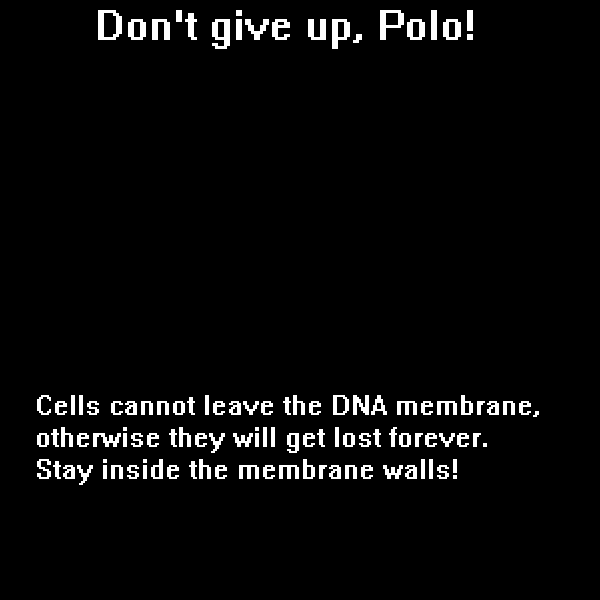 Don't give up, Polo!
Cells cannot leave the DNA membrane,
otherwise they will get lost forever.
Stay inside the membrane walls!